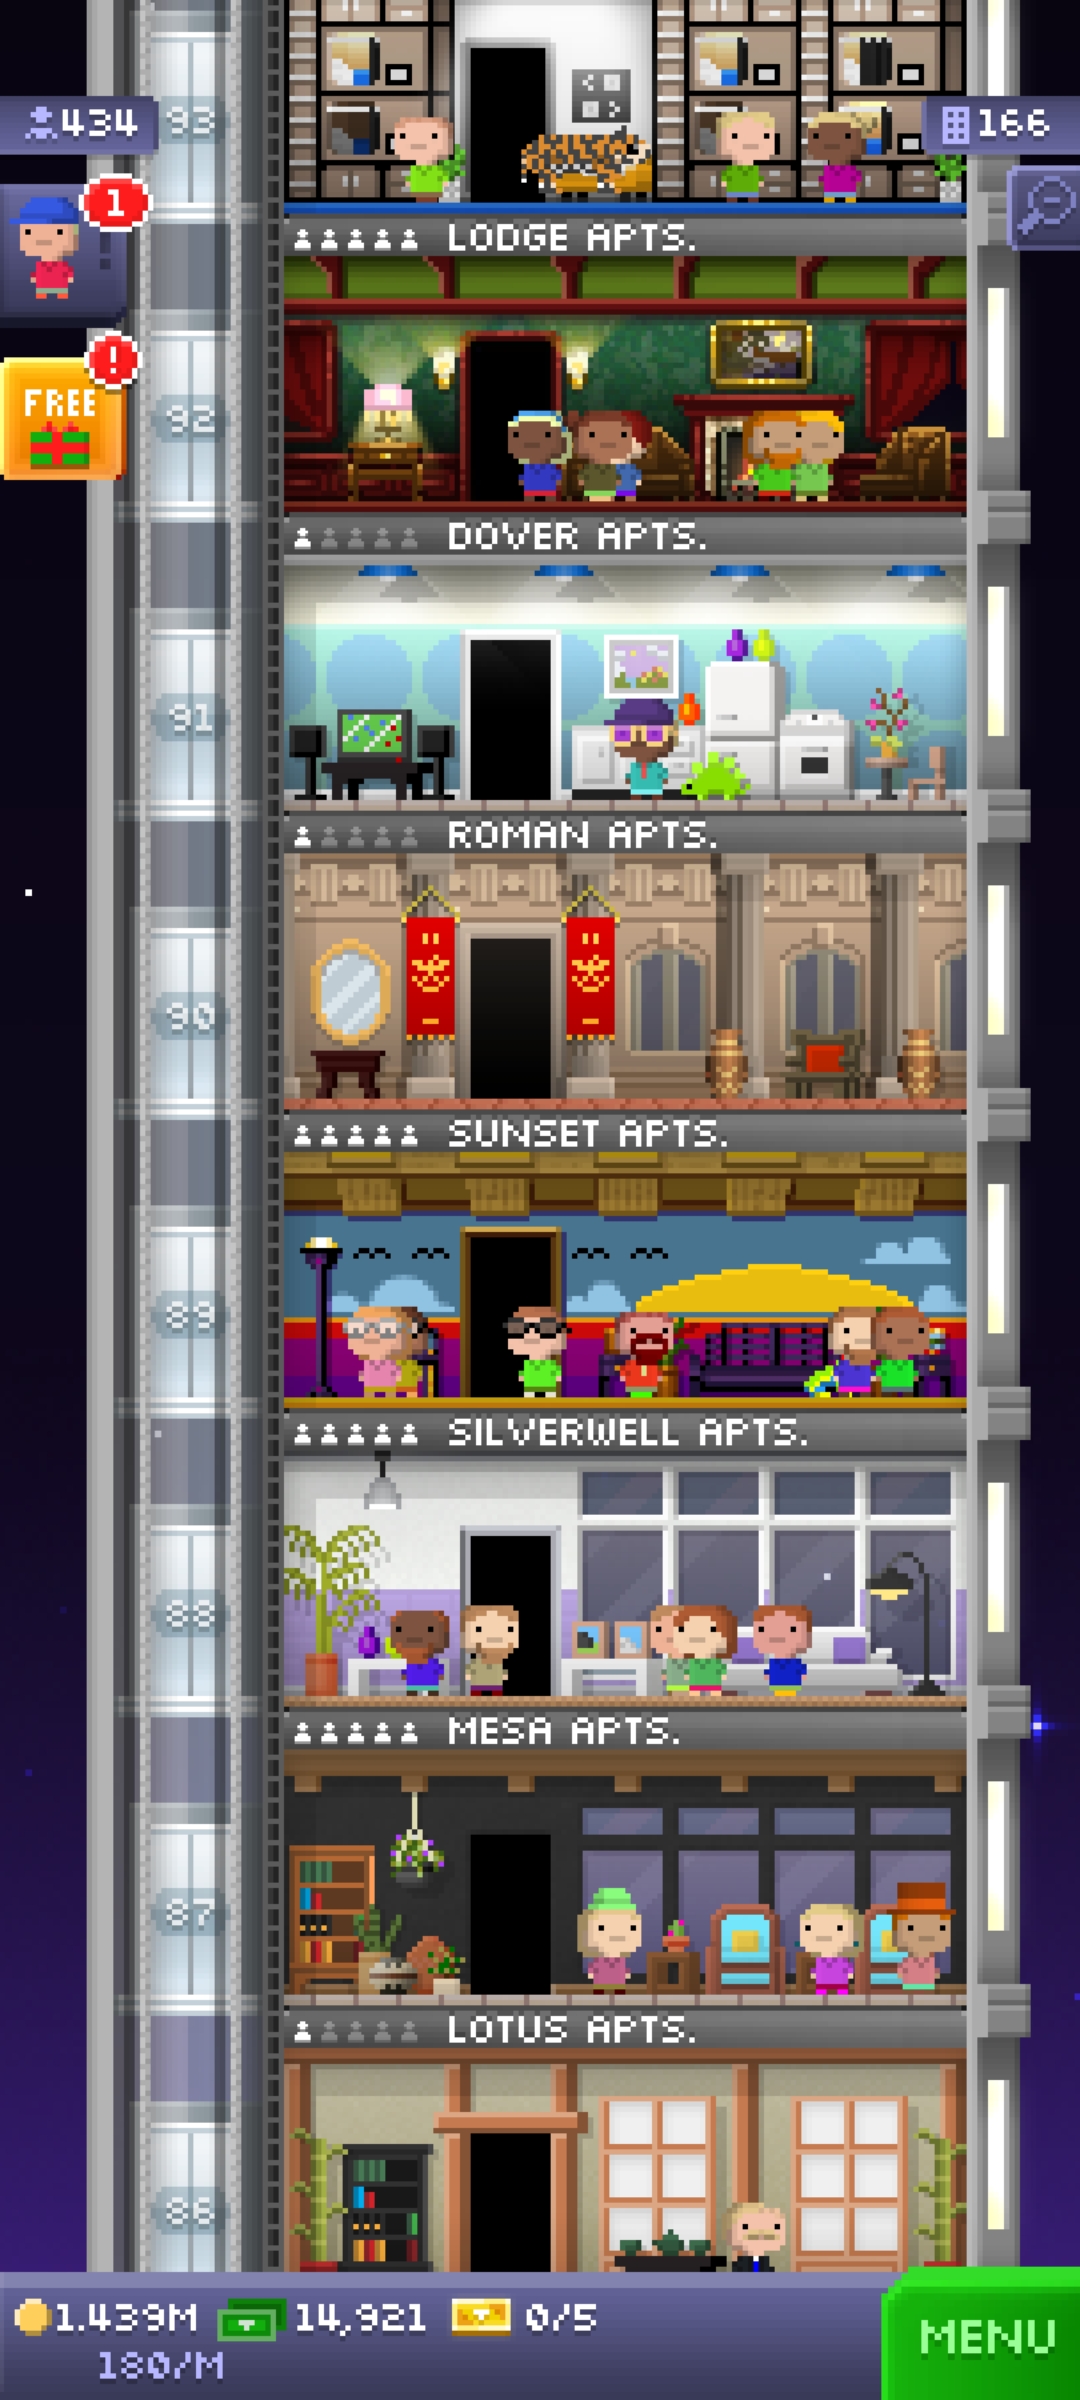 93
434
166
1
LODGE APTS.
!
FREE
92
DOVER APTS.
91
ROMAN APTS.
90
SUNSET APTS.
89
SILVERWELL APTS.
88
MESA APTS.
87
LOTUS APTS.
86
1.439M 14,921 0/5
180/M
MENU